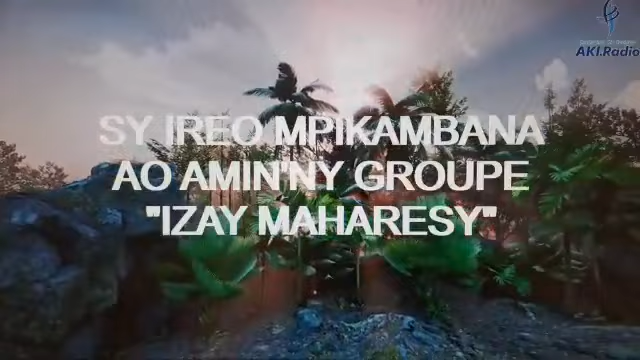 AKI.Radio
SY IREO MPIKAMBANA
AO AMIN'NY GROUPE
"IZAY MAHARESY"